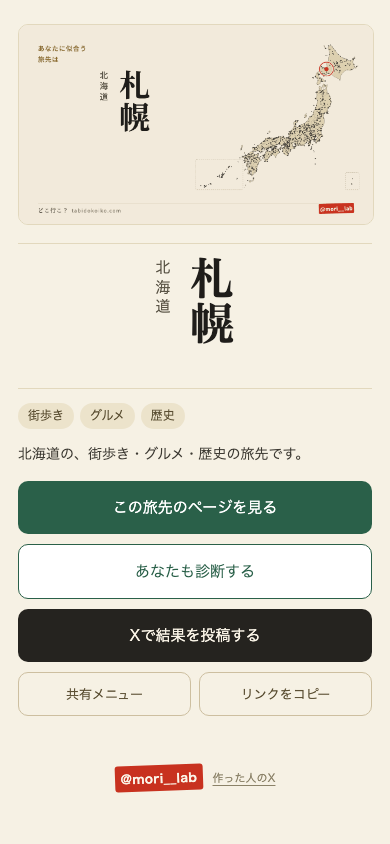 あなたに似合う
旅先は
札幌
北海道
どこ行こ? tabidokoiko.com
@mori__lab
札幌
北海道
街歩き
グルメ
歴史
北海道の、街歩き・グルメ・歴史の旅先です。
この旅先のページを見る
あなたも診断する
Xで結果を投稿する
共有メニュー
リンクをコピー
@mori__lab
作った人のX